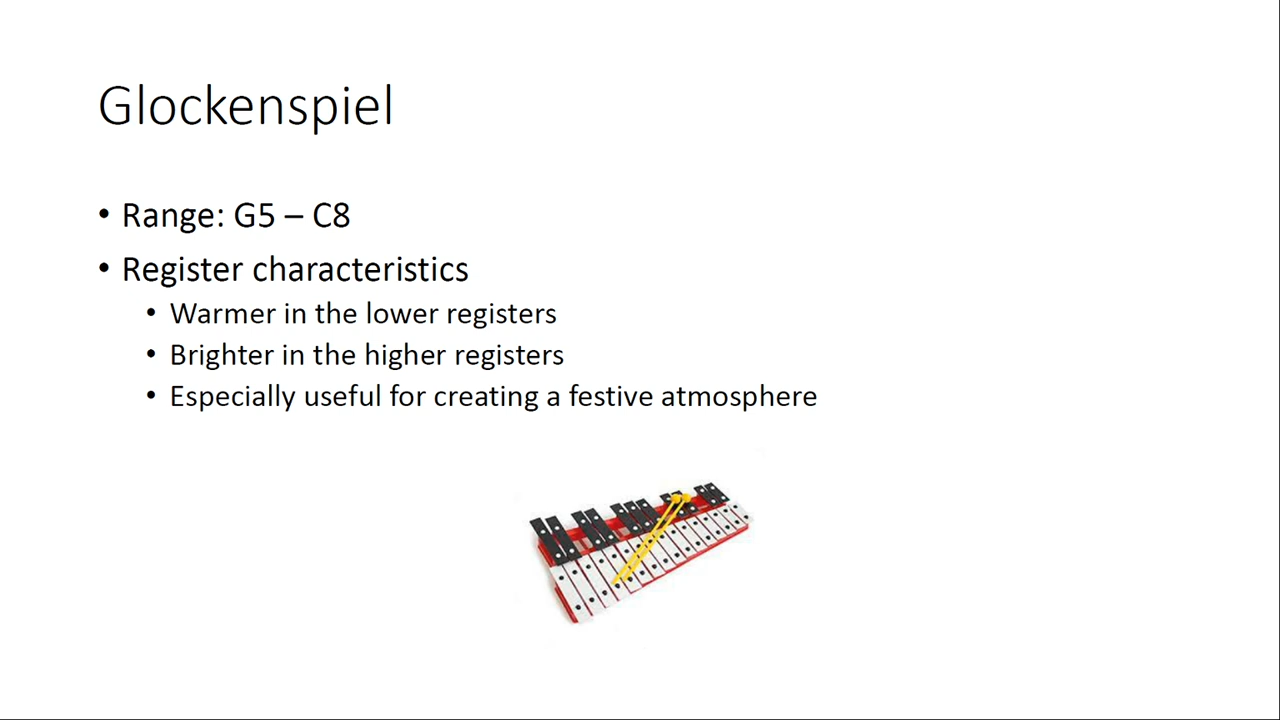 Glockenspiel
• Range: G5 – C8
• Register characteristics
• Warmer in the lower registers
• Brighter in the higher registers
• Especially useful for creating a festive atmosphere